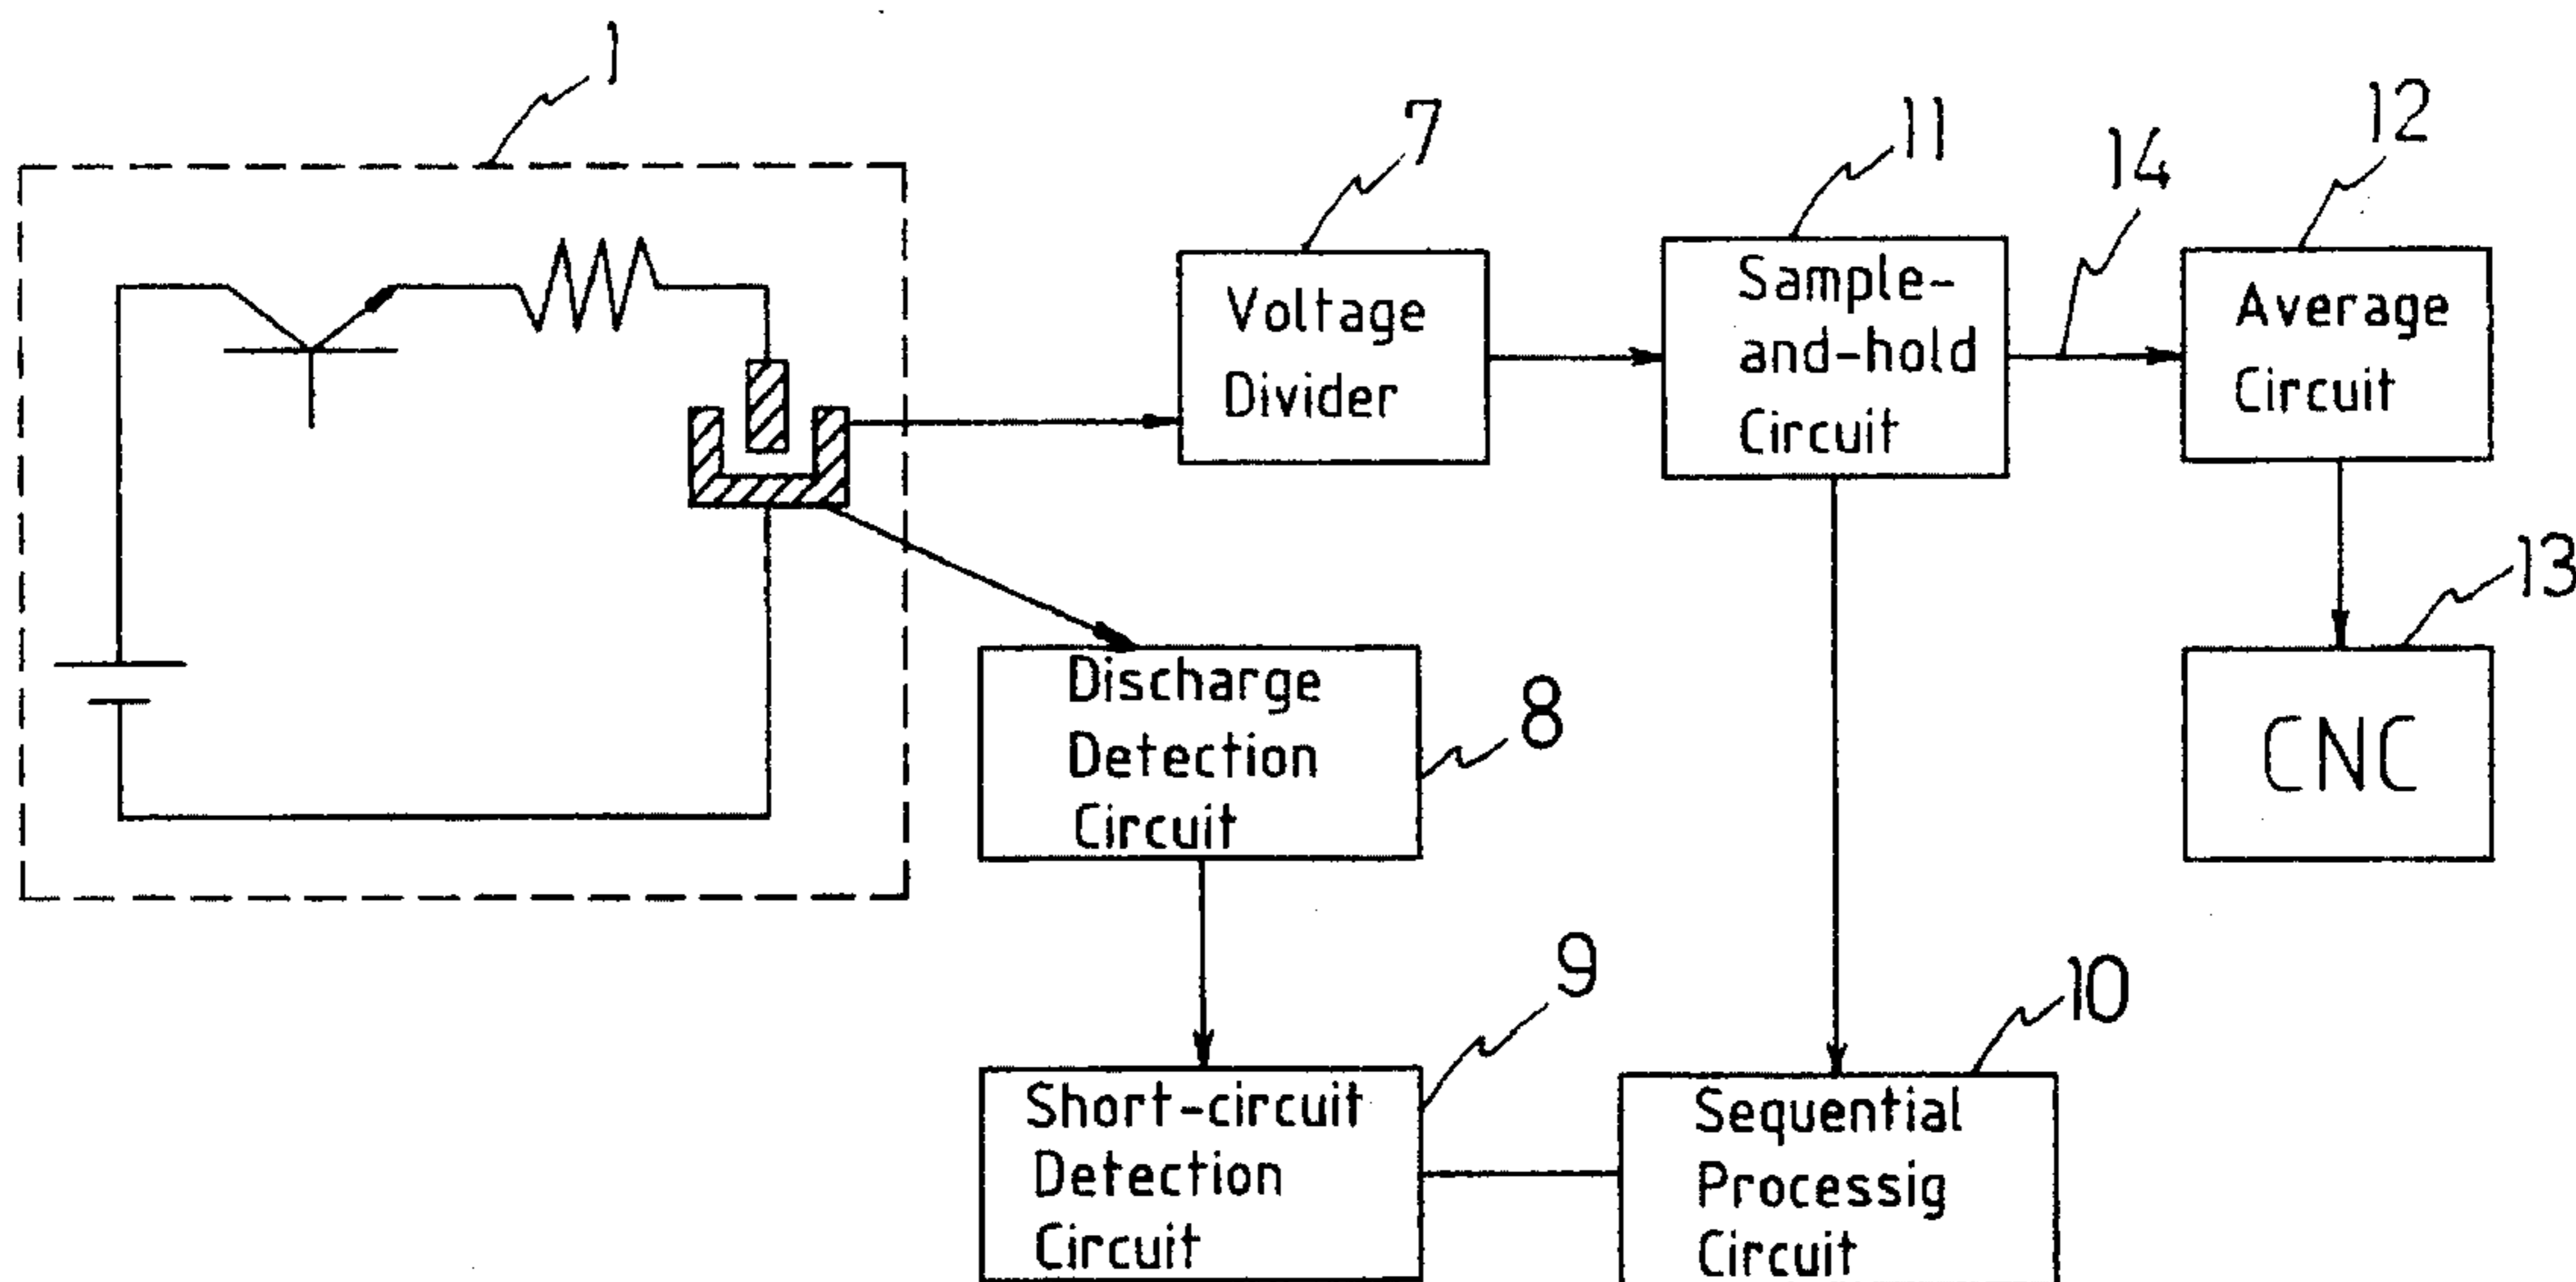 1
7
11
14
12
Voltage
Divider
Sample-
and-hold
Circuit
Average
Circuit
13
Discharge
Detection
Circuit
8
CNC
9
10
Short-circuit
Detection
Circuit
Sequential
Processig
Circuit